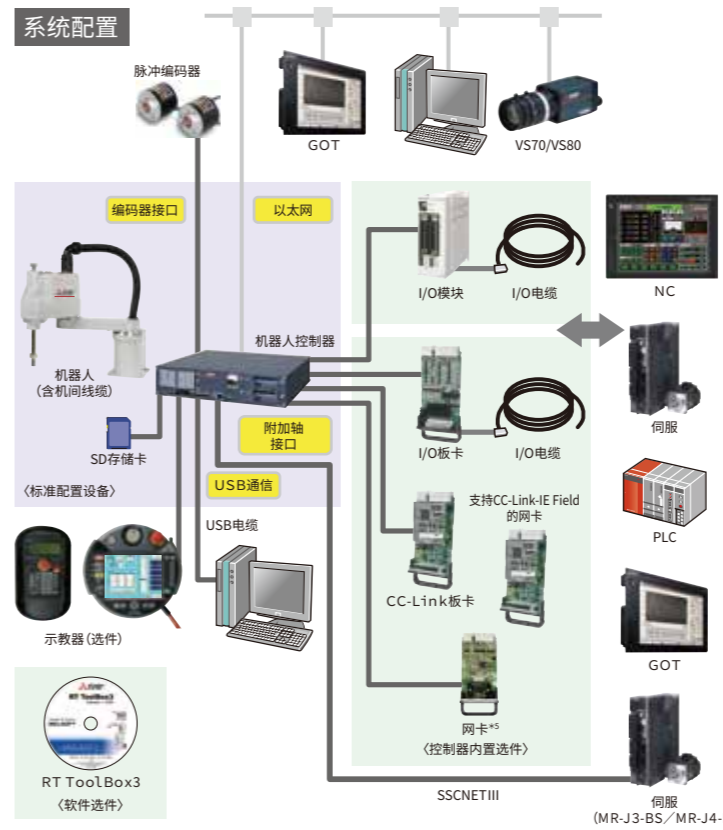 系统配置
脉冲编码器
GOT
VS70/VS80
编码器接口
以太网
I/O模块
I/O电缆
NC
机器人控制器
机器人
(含机间线缆)
伺服
附加轴
接口
I/O板卡
I/O电缆
SD存储卡
〈标准配置设备〉
USB通信
支持CC-Link-IE Field
的网卡
PLC
USB电缆
CC-Link板卡
示教器(选件)
GOT
网卡*5
〈控制器内置选件〉
RT ToolBox3
RT ToolBox3
〈软件选件〉
SSCNETIII
伺服
(MR-J3-BS／MR-J4-